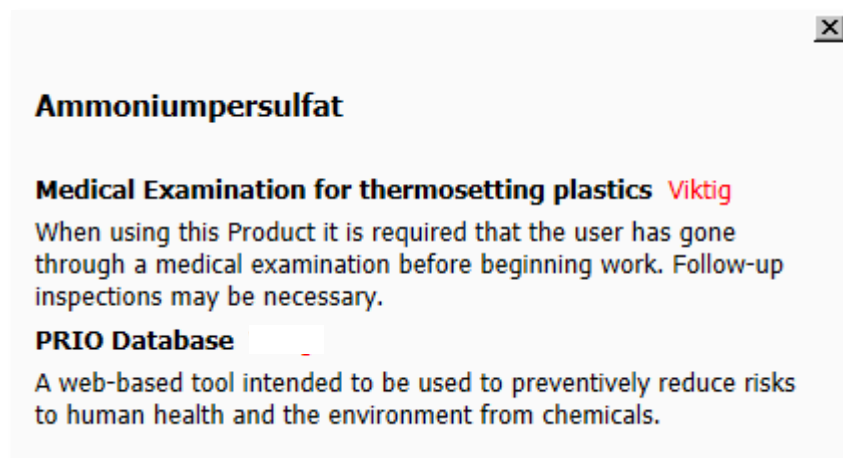 Ammoniumpersulfat
Medical Examination for thermosetting plastics Viktig
When using this Product it is required that the user has gone
through a medical examination before beginning work. Follow-up
inspections may be necessary.
PRIO Database
A web-based tool intended to be used to preventively reduce risks
to human health and the environment from chemicals.